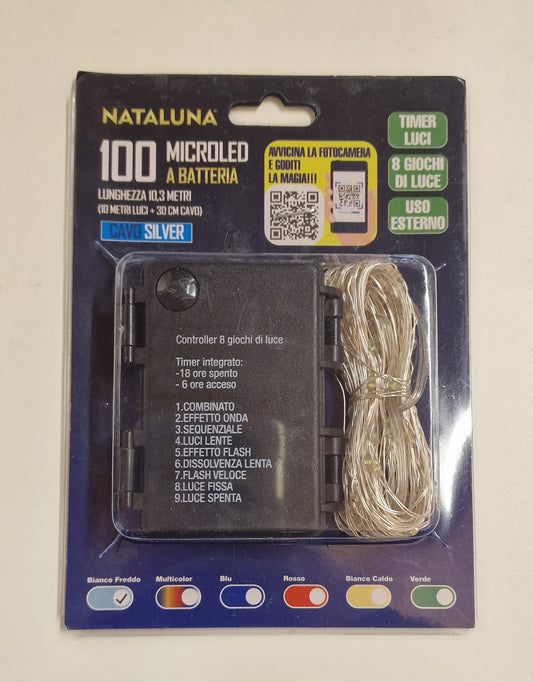 NATALUNA
100 MICROLED
A BATTERIA
LUNGHEZZA 10,3 METRI
(10 METRI LUCI + 30 CM CAVO)
CAVO SILVER
AVVICINA LA FOTOCAMERA
E GODITI
LA MAGIA!!!
TIMER
LUCI
8 GIOCHI
DI LUCE
USO
ESTERNO
Controller 8 giochi di luce
Timer integrato:
-18 ore spento
- 6 ore acceso
1.COMBINATO
2.EFFETTO ONDA
3.SEQUENZIALE
4.LUCI LENTE
5.EFFETTO FLASH
6.DISSOLVENZA LENTA
7.FLASH VELOCE
8.LUCE FISSA
9.LUCE SPENTA
Bianco Freddo Multicolor Blu Rosso Bianco Caldo Verde